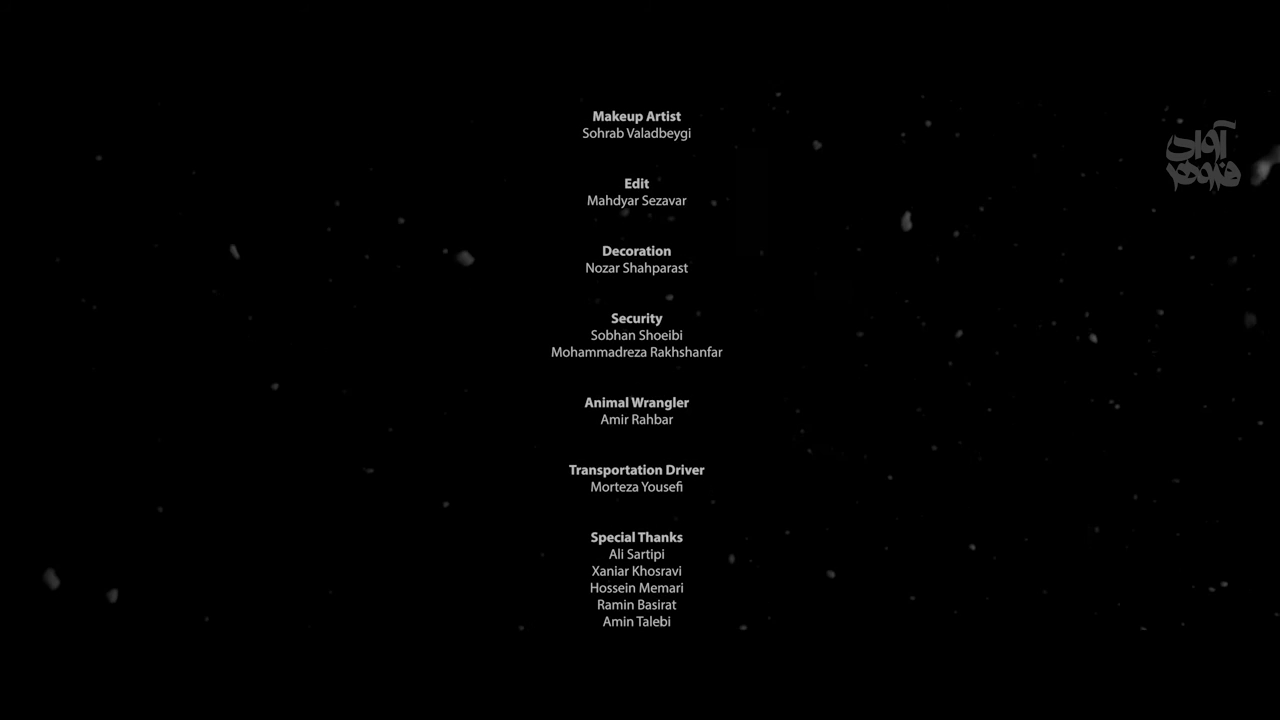 Makeup Artist
Sohrab Valadbeygi
Edit
Mahdyar Sezavar
Decoration
Nozar Shahparast
Security
Sobhan Shoeibi
Mohammadreza Rakhshanfar
Animal Wrangler
Amir Rahbar
Transportation Driver
Morteza Yousefi
Special Thanks
Ali Sartipi
Xaniar Khosravi
Hossein Memari
Ramin Basirat
Amin Talebi
آوای